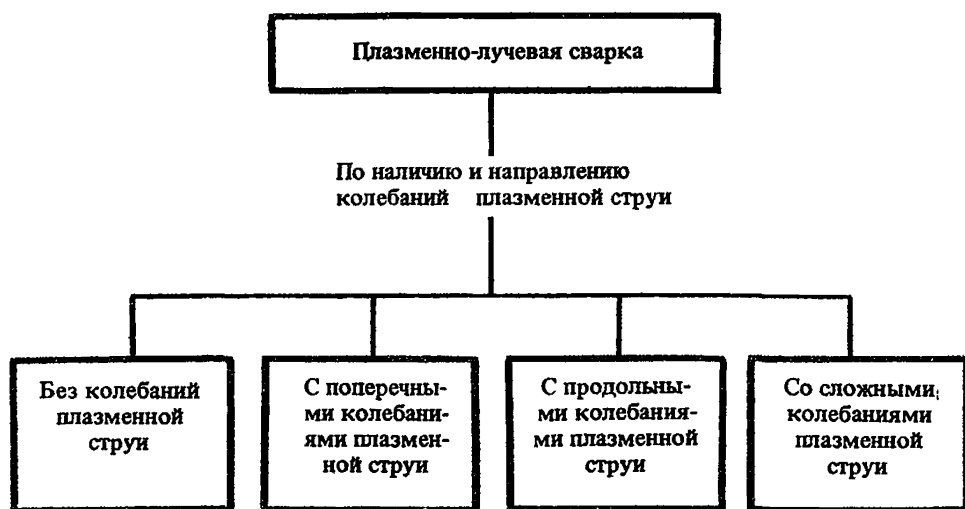 Плазменно-лучевая сварка
По наличию и направлению
колебаний плазменной струи
Без колебаний
плазменной
струи
С поперечны-
ми колебани-
ями плазмен-
ной струи
С продольны-
ми колебания-
ми плазменной
струи
Со сложными
колебаниями
плазменной
струи